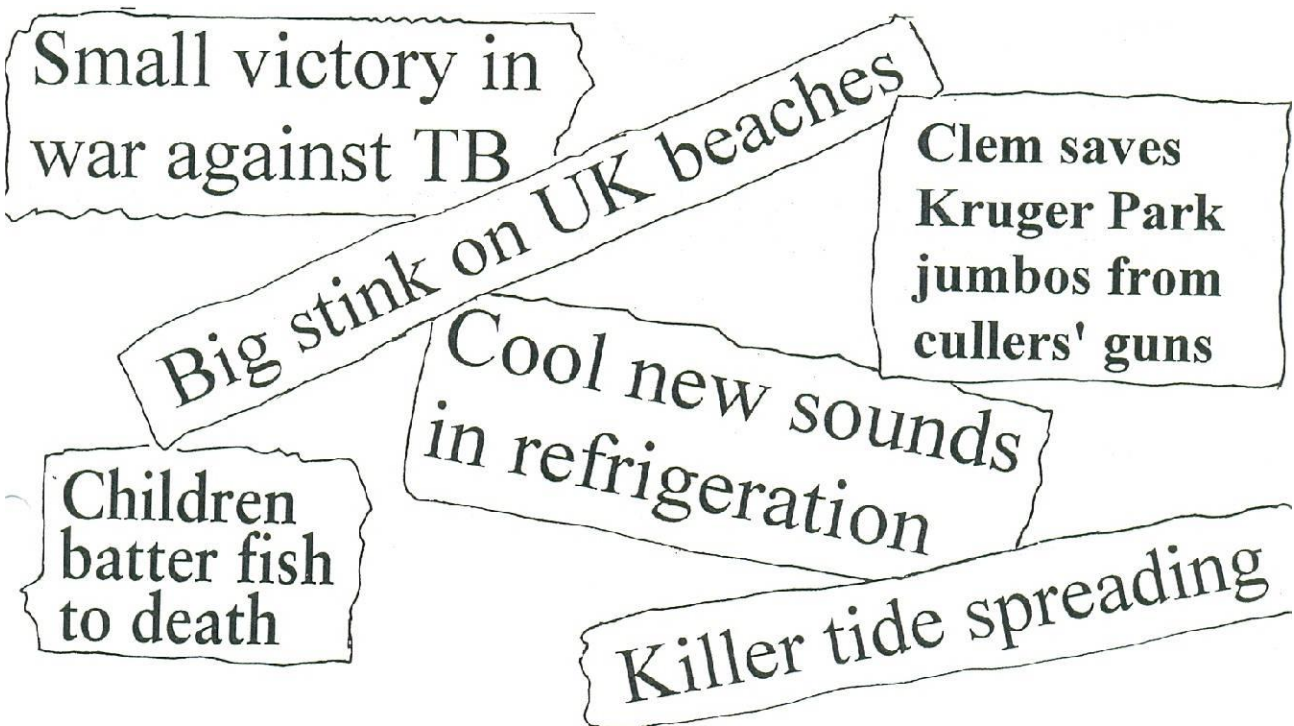 Small victory in
war against TB
Big stink on UK beaches
Clem saves
Kruger Park
jumbos from
cullers' guns
Cool new sounds
in refrigeration
Children
batter fish
to death
Killer tide spreading